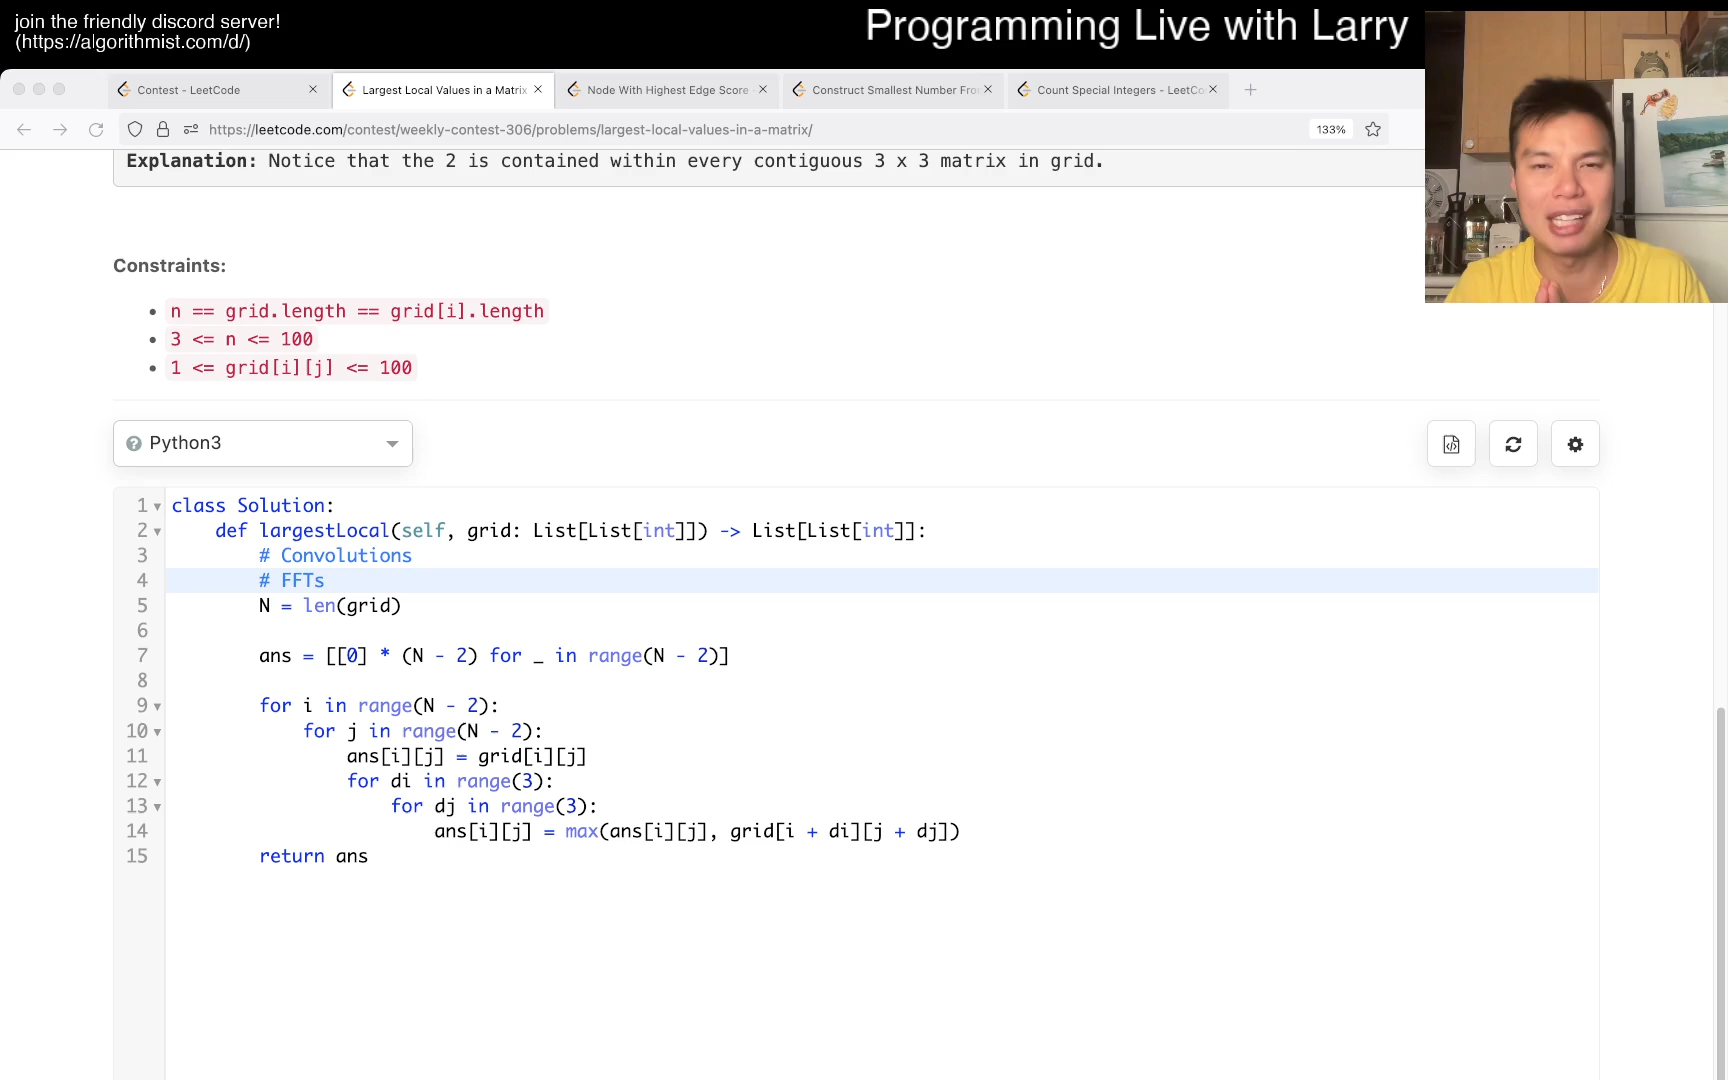 join the friendly discord server!
(https://algorithmist.com/d/)
Programming Live with Larry
Contest - LeetCode
Largest Local Values in a Matrix
Node With Highest Edge Score -
Construct Smallest Number Fro
Count Special Integers - LeetCo
https://leetcode.com/contest/weekly-contest-306/problems/largest-local-values-in-a-matrix/
133%
Explanation: Notice that the 2 is contained within every contiguous 3 x 3 matrix in grid.
Constraints:
n == grid.length == grid[i].length
3 <= n <= 100
1 <= grid[i][j] <= 100
Python3
1 class Solution:
2     def largestLocal(self, grid: List[List[int]]) -> List[List[int]]:
3         # Convolutions
4         # FFTs
5         N = len(grid)
6
7         ans = [[0] * (N - 2) for _ in range(N - 2)]
8
9         for i in range(N - 2):
10             for j in range(N - 2):
11                 ans[i][j] = grid[i][j]
12                 for di in range(3):
13                     for dj in range(3):
14                         ans[i][j] = max(ans[i][j], grid[i + di][j + dj])
15         return ans